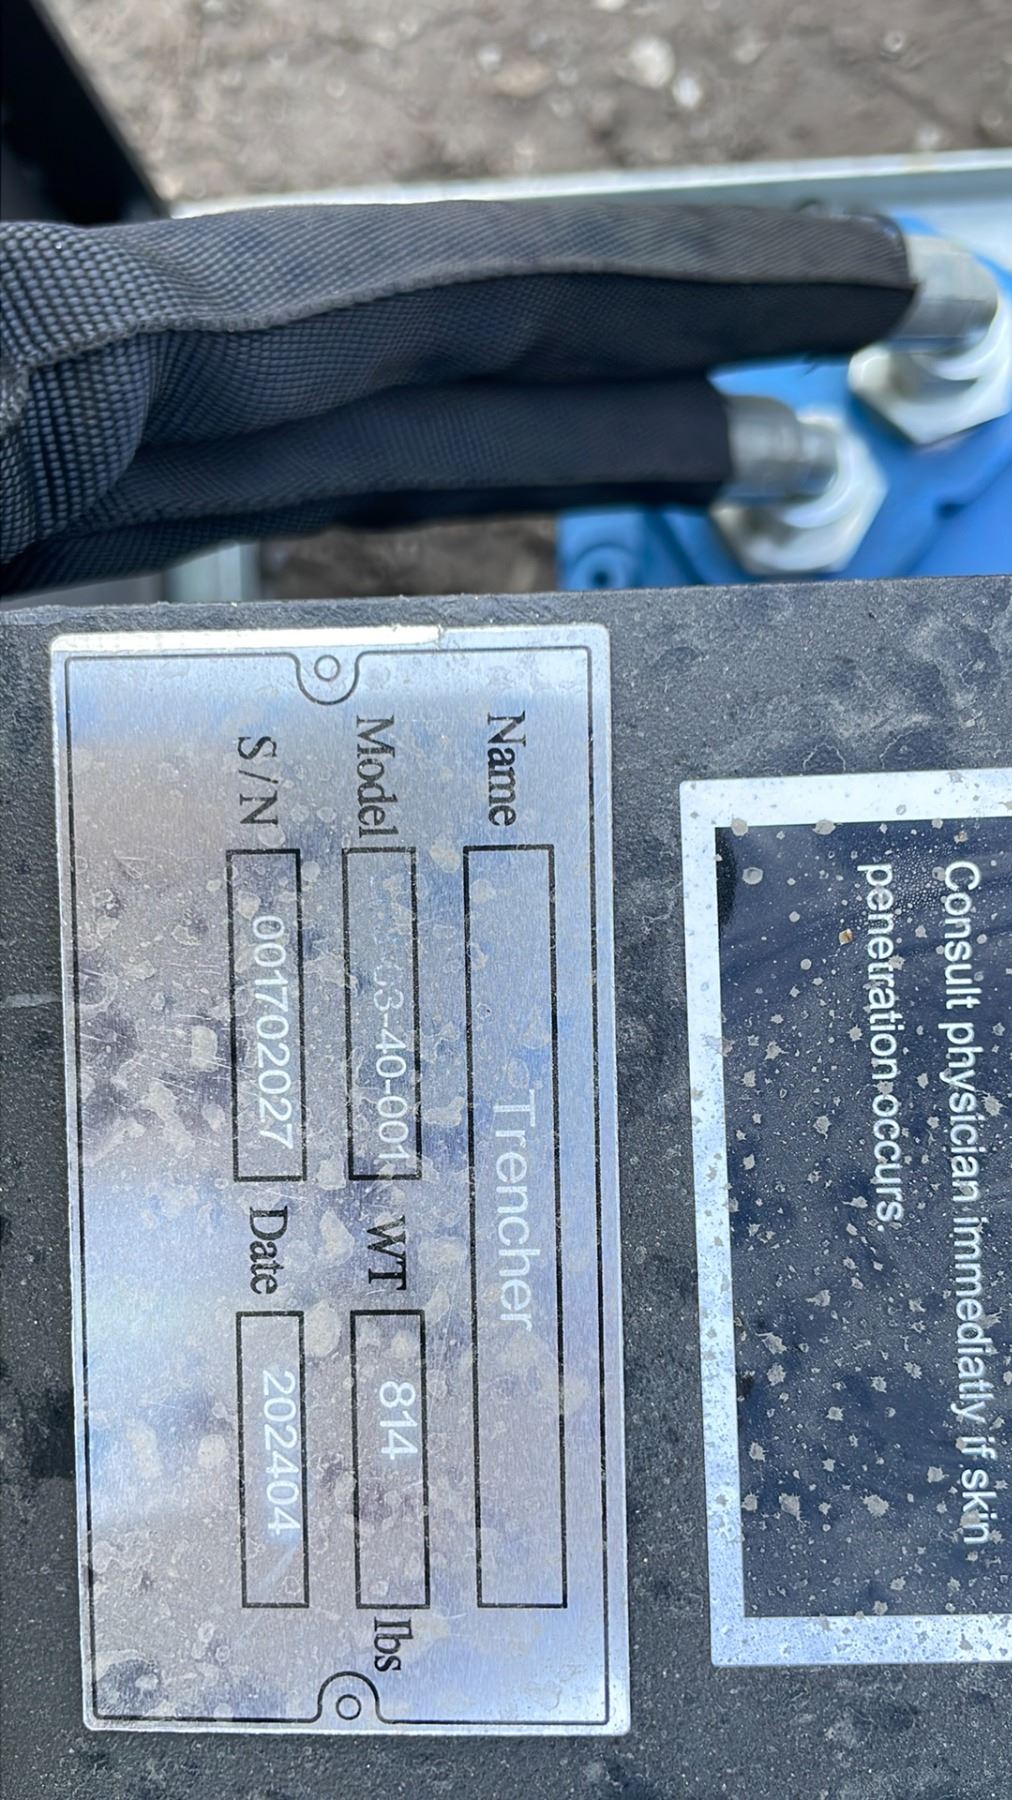 Consult physician immediatly if skin
penetration occurs
Name Trencher
Model 3-40-001 WT 814 lbs
S/N 001702027 Date 202404